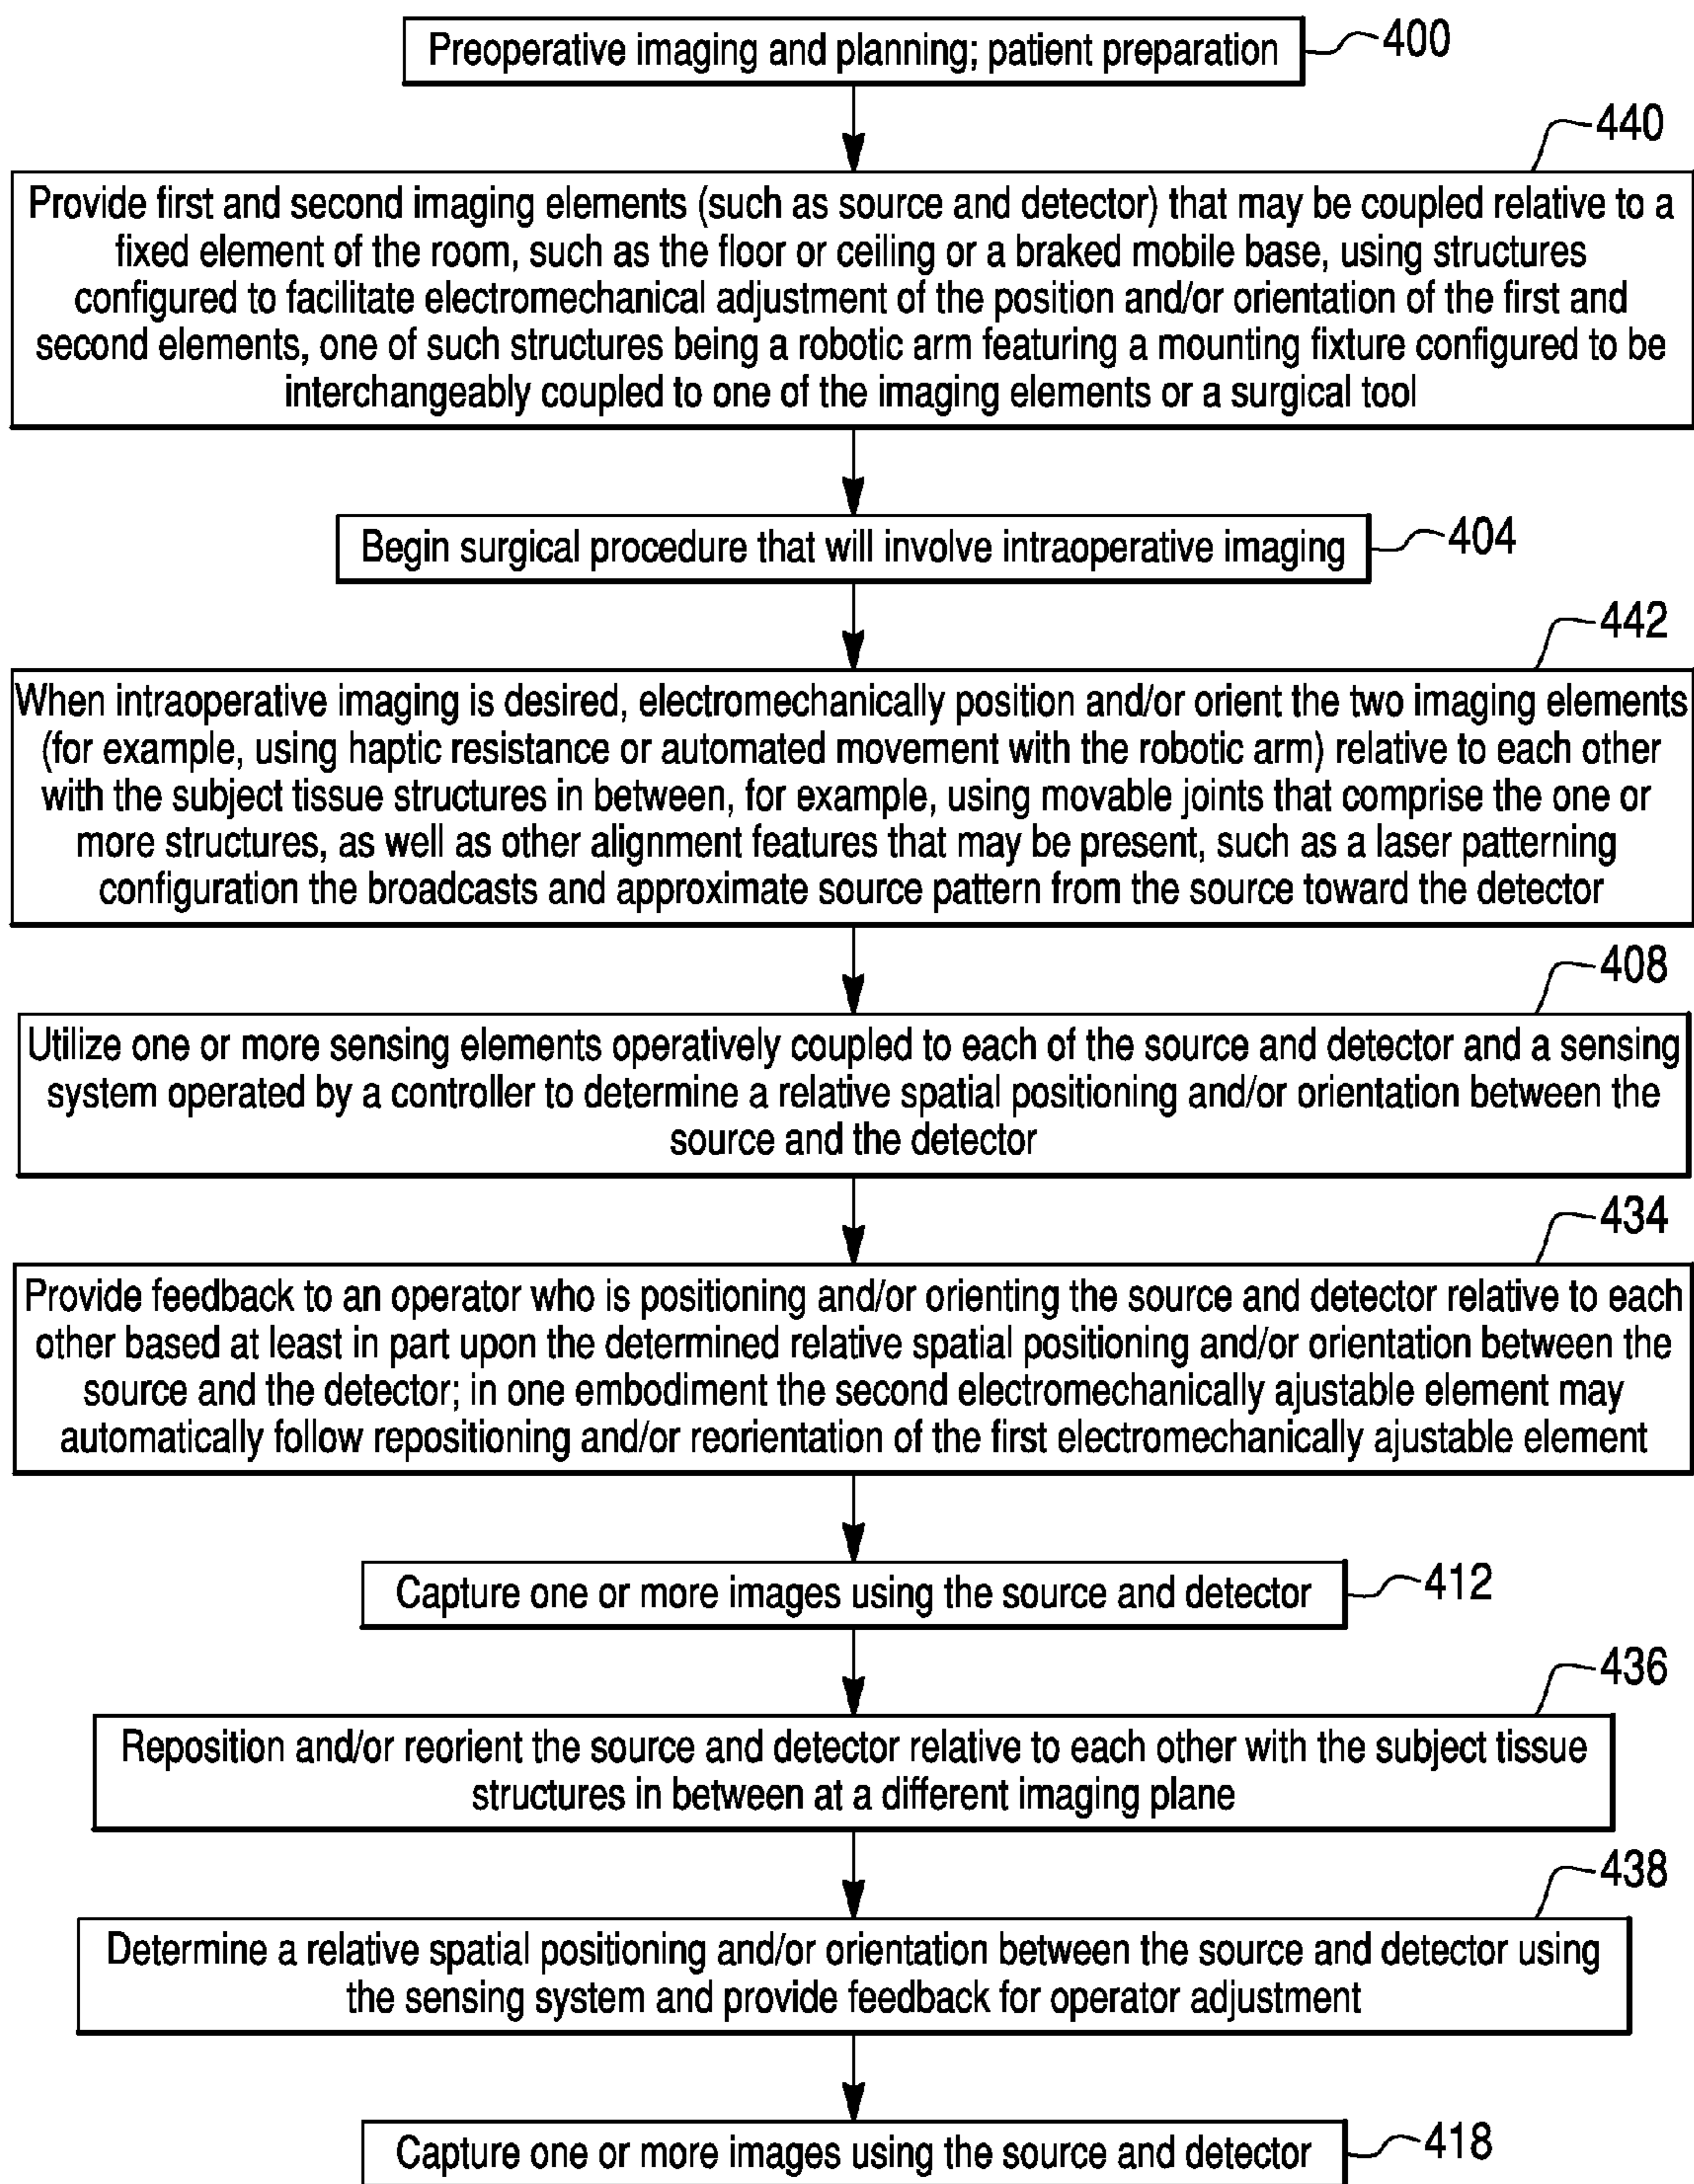 Preoperative imaging and planning; patient preparation
400
440
Provide first and second imaging elements (such as source and detector) that may be coupled relative to a
fixed element of the room, such as the floor or ceiling or a braked mobile base, using structures
configured to facilitate electromechanical adjustment of the position and/or orientation of the first and
second elements, one of such structures being a robotic arm featuring a mounting fixture configured to be
interchangeably coupled to one of the imaging elements or a surgical tool
Begin surgical procedure that will involve intraoperative imaging
404
442
When intraoperative imaging is desired, electromechanically position and/or orient the two imaging elements
(for example, using haptic resistance or automated movement with the robotic arm) relative to each other
with the subject tissue structures in between, for example, using movable joints that comprise the one or
more structures, as well as other alignment features that may be present, such as a laser patterning
configuration the broadcasts and approximate source pattern from the source toward the detector
408
Utilize one or more sensing elements operatively coupled to each of the source and detector and a sensing
system operated by a controller to determine a relative spatial positioning and/or orientation between the
source and the detector
434
Provide feedback to an operator who is positioning and/or orienting the source and detector relative to each
other based at least in part upon the determined relative spatial positioning and/or orientation between the
source and the detector; in one embodiment the second electromechanically ajustable element may
automatically follow repositioning and/or reorientation of the first electromechanically ajustable element
Capture one or more images using the source and detector
412
436
Reposition and/or reorient the source and detector relative to each other with the subject tissue
structures in between at a different imaging plane
438
Determine a relative spatial positioning and/or orientation between the source and detector using
the sensing system and provide feedback for operator adjustment
Capture one or more images using the source and detector
418